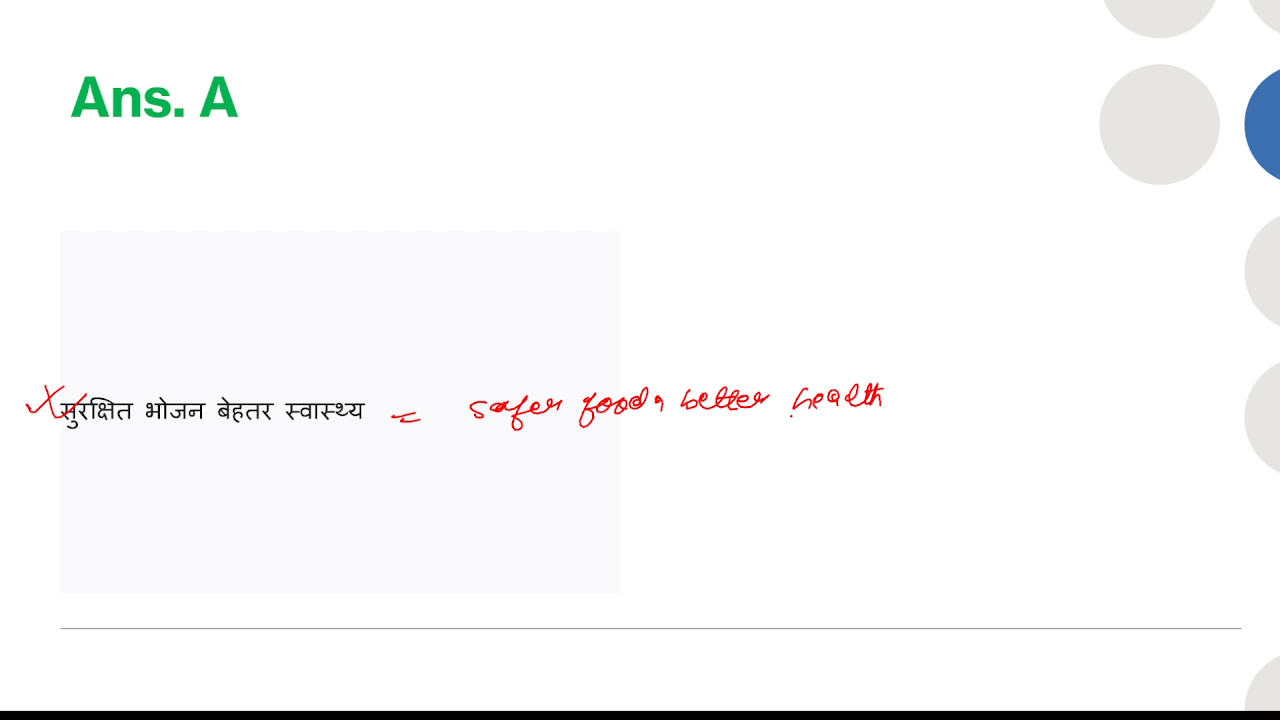 Ans. A
सुरक्षित भोजन बेहतर स्वास्थ्य = safer food, better health